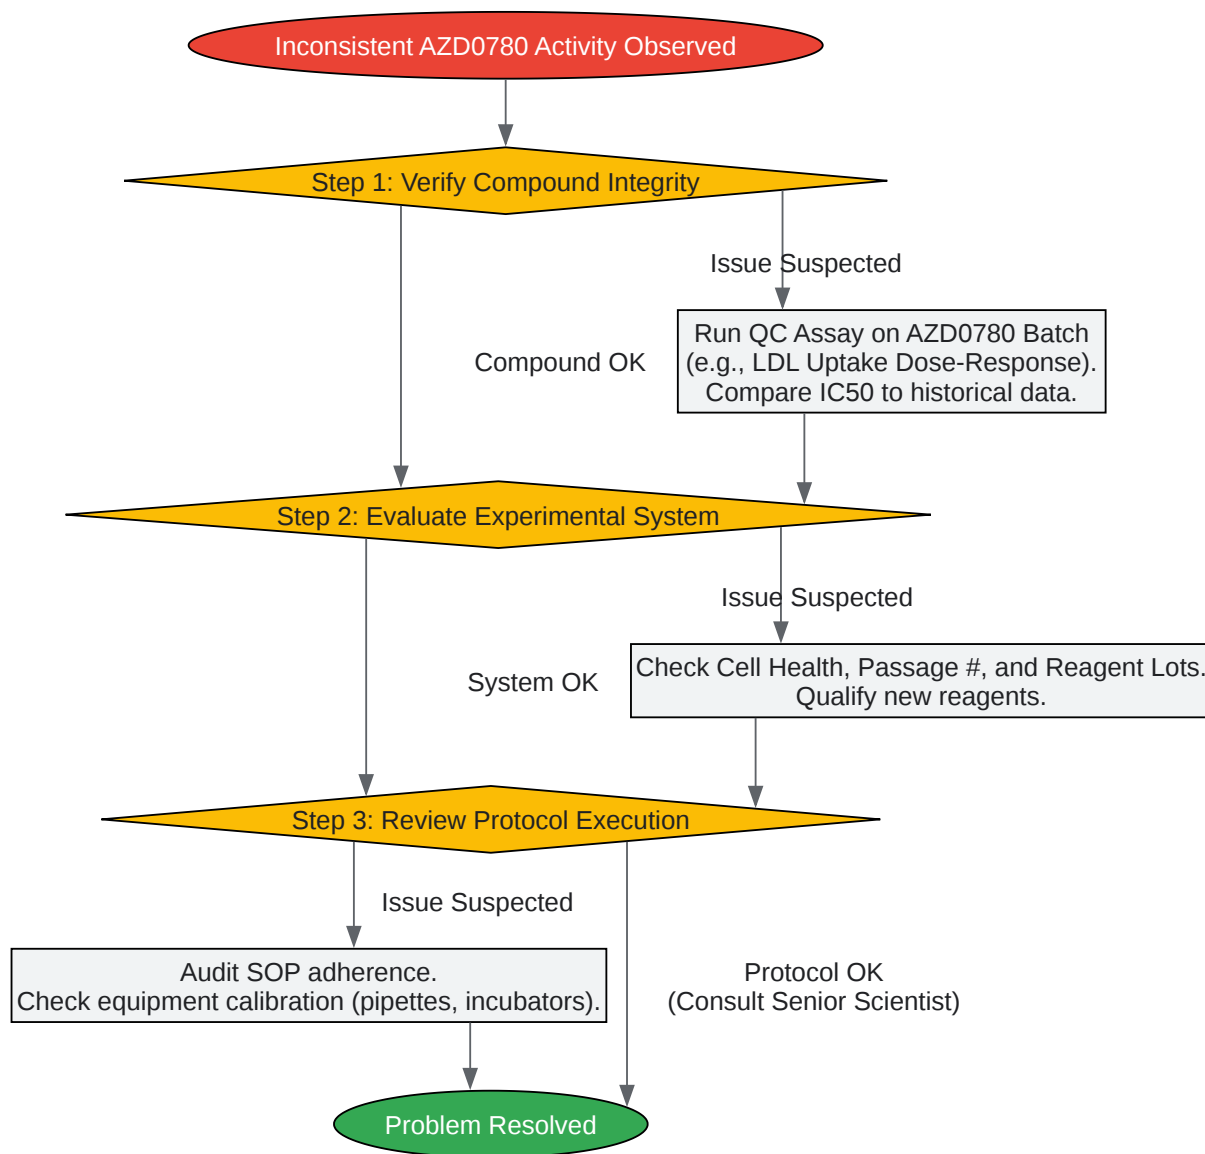 Inconsistent AZD0780 Activity Observed
Step 1: Verify Compound Integrity
Issue Suspected
Run QC Assay on AZD0780 Batch
(e.g., LDL Uptake Dose-Response).
Compare IC50 to historical data.
Compound OK
Step 2: Evaluate Experimental System
Issue Suspected
Check Cell Health, Passage #, and Reagent Lots.
Qualify new reagents.
System OK
Step 3: Review Protocol Execution
Issue Suspected
Audit SOP adherence.
Check equipment calibration (pipettes, incubators).
Protocol OK
(Consult Senior Scientist)
Problem Resolved